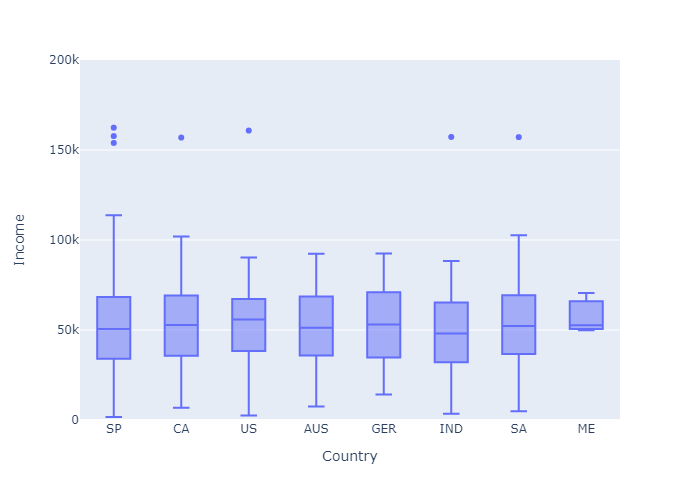 200k
150k
100k
50k
0
Income
SP CA US AUS GER IND SA ME
Country